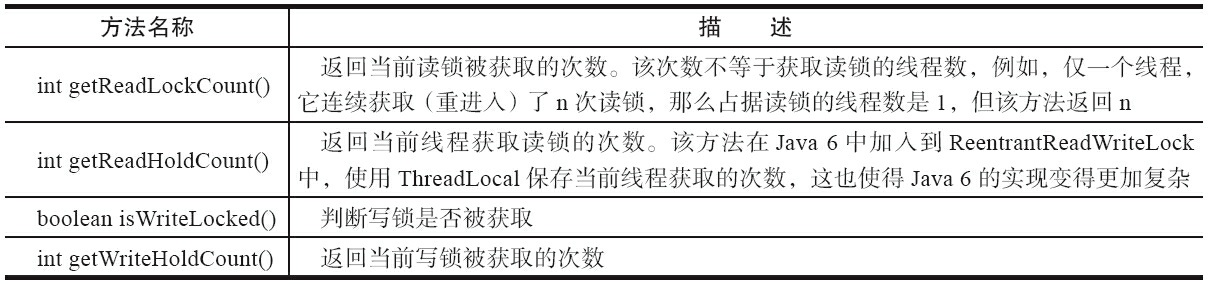 方法名称 描 述
int getReadLockCount() 返回当前读锁被获取的次数。该次数不等于获取读锁的线程数，例如，仅一个线程，
它连续获取（重进入）了 n 次读锁，那么占据读锁的线程数是 1，但该方法返回 n
int getReadHoldCount() 返回当前线程获取读锁的次数。该方法在 Java 6 中加入到 ReentrantReadWriteLock
中，使用 ThreadLocal 保存当前线程获取的次数，这也使得 Java 6 的实现变得更加复杂
boolean isWriteLocked() 判断写锁是否被获取
int getWriteHoldCount() 返回当前写锁被获取的次数